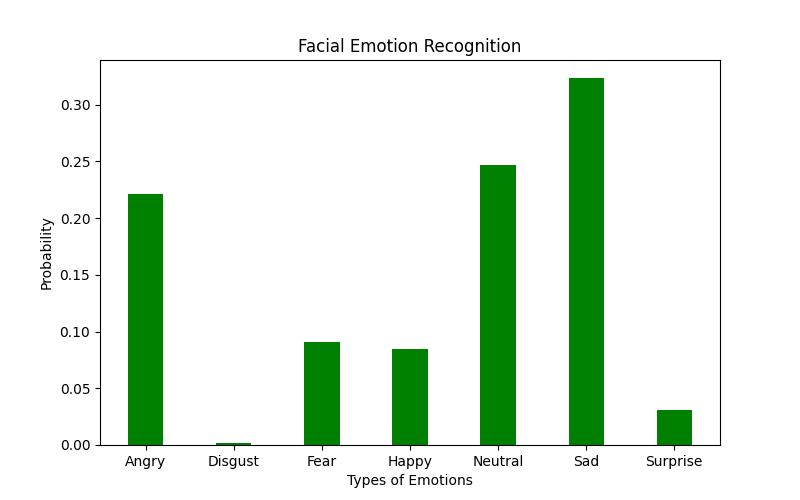 Facial Emotion Recognition
Probability
0.30
0.25
0.20
0.15
0.10
0.05
0.00
Angry Disgust Fear Happy Neutral Sad Surprise
Types of Emotions